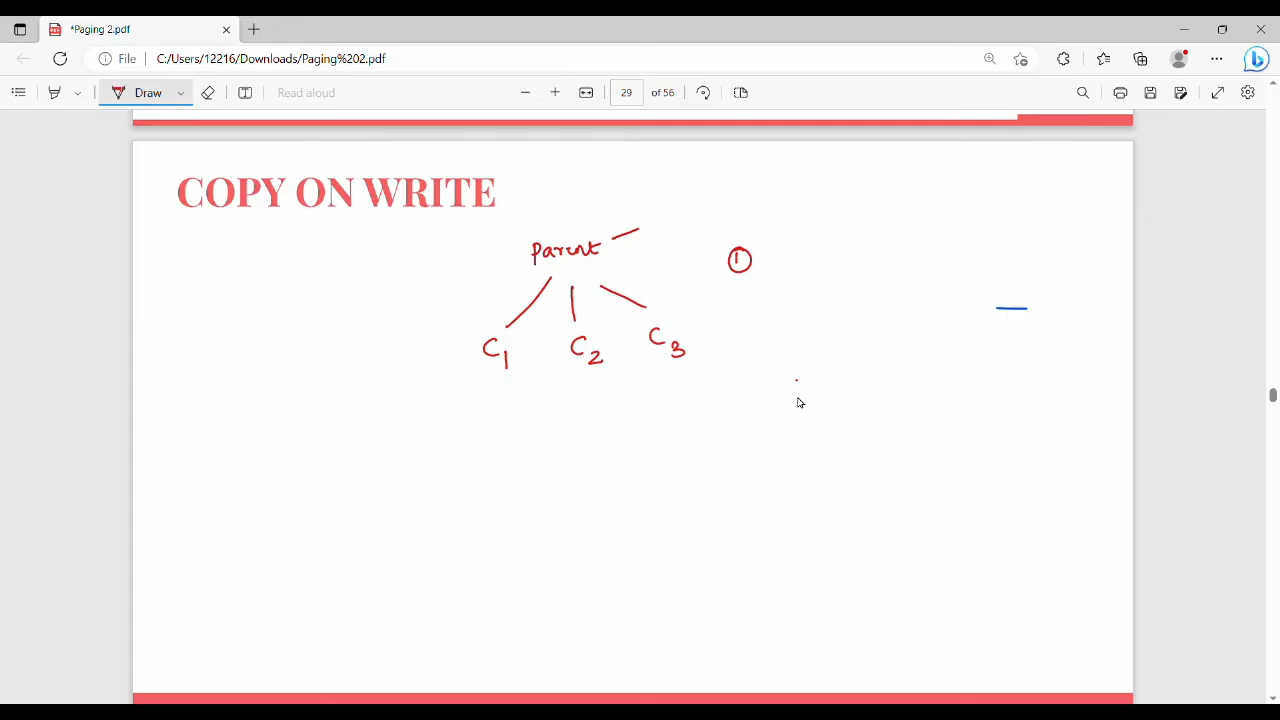 *Paging 2.pdf
File C:/Users/12216/Downloads/Paging%202.pdf
Draw Read aloud 29 of 56
COPY ON WRITE
Parent
1
C1 C2 C3